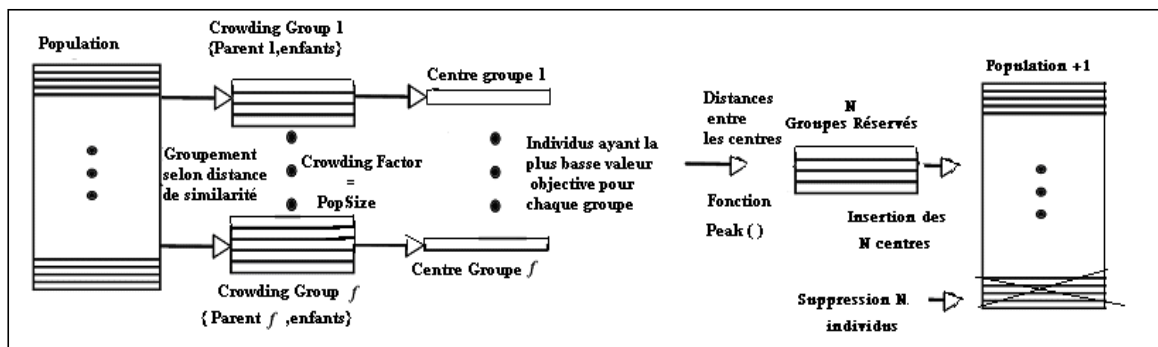 Population
Crowding Group 1
{Parent 1,enfants}
Centre groupe 1
Groupement
selon distance
de similarité
Crowding Factor
=
PopSize
Individus ayant la
plus basse valeur
objective pour
chaque groupe
Crowding Group f
{ Parent f ,enfants}
Centre Groupe f
Distances
entre
les centres
Fonction
Peak ( )
N
Groupes Réservés
Insertion des
N centres
Suppression N.
individus
Population +1